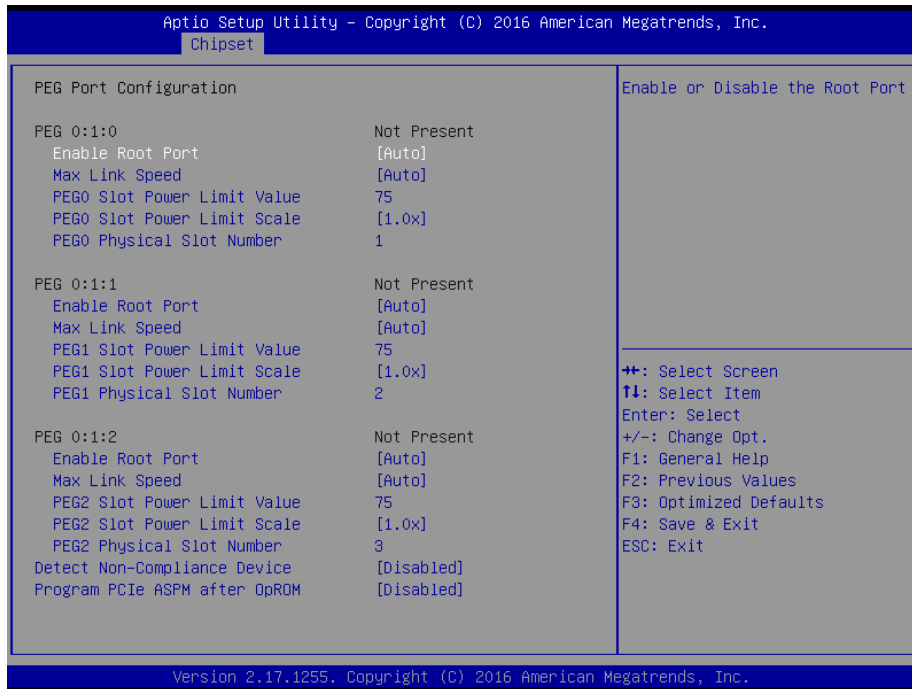 Aptio Setup Utility – Copyright (C) 2016 American Megatrends, Inc.
Chipset
PEG Port Configuration
Enable or Disable the Root Port
PEG 0:1:0 Not Present
Enable Root Port [Auto]
Max Link Speed [Auto]
PEG0 Slot Power Limit Value 75
PEG0 Slot Power Limit Scale [1.0x]
PEG0 Physical Slot Number 1
PEG 0:1:1 Not Present
Enable Root Port [Auto]
Max Link Speed [Auto]
PEG1 Slot Power Limit Value 75
PEG1 Slot Power Limit Scale [1.0x]
PEG1 Physical Slot Number 2
PEG 0:1:2 Not Present
Enable Root Port [Auto]
Max Link Speed [Auto]
PEG2 Slot Power Limit Value 75
PEG2 Slot Power Limit Scale [1.0x]
PEG2 Physical Slot Number 3
Detect Non-Compliance Device [Disabled]
Program PCIe ASPM after OpROM [Disabled]
→←: Select Screen
↑↓: Select Item
Enter: Select
+/-: Change Opt.
F1: General Help
F2: Previous Values
F3: Optimized Defaults
F4: Save & Exit
ESC: Exit
Version 2.17.1255. Copyright (C) 2016 American Megatrends, Inc.